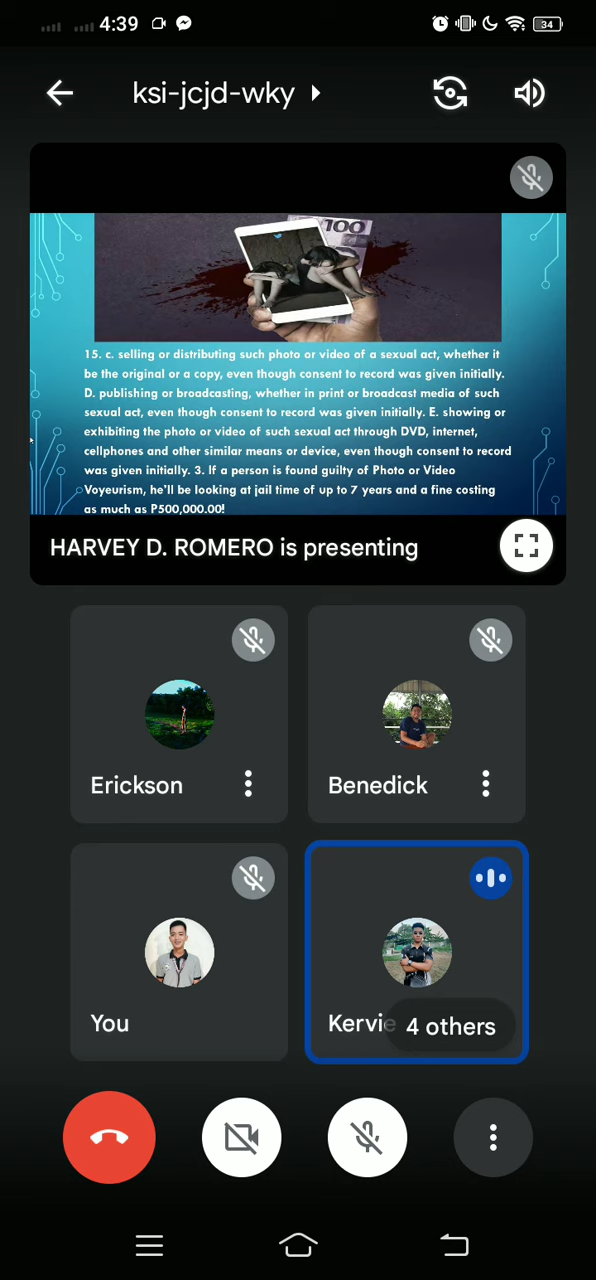 4:39
34
ksi-jcjd-wky
100
15. c. selling or distributing such photo or video of a sexual act, whether it
be the original or a copy, even though consent to record was given initially.
D. publishing or broadcasting, whether in print or broadcast media of such
sexual act, even though consent to record was given initially. E. showing or
exhibiting the photo or video of such sexual act through DVD, internet,
cellphones and other similar means or device, even though consent to record
was given initially. 3. If a person is found guilty of Photo or Video
Voyeurism, he'll be looking at jail time of up to 7 years and a fine costing
as much as P500,000.00!
HARVEY D. ROMERO is presenting
Erickson
Benedick
You
Kervie
4 others